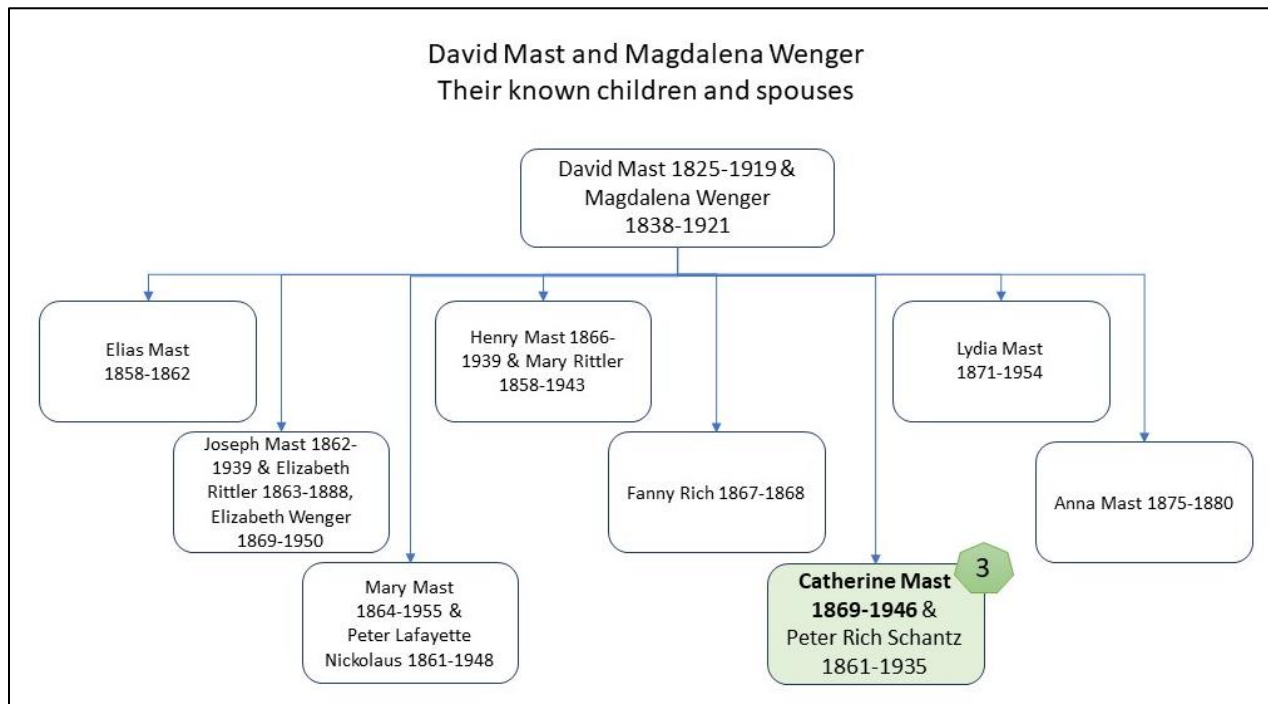 David Mast and Magdalena Wenger
Their known children and spouses
David Mast 1825-1919 &
Magdalena Wenger
1838-1921
Elias Mast
1858-1862
Joseph Mast 1862-
1939 & Elizabeth
Rittler 1863-1888,
Elizabeth Wenger
1869-1950
Mary Mast
1864-1955 &
Peter Lafayette
Nickolaus 1861-1948
Henry Mast 1866-
1939 & Mary Rittler
1858-1943
Fanny Rich 1867-1868
Catherine Mast
1869-1946 &
Peter Rich Schantz
1861-1935
3
Lydia Mast
1871-1954
Anna Mast 1875-1880